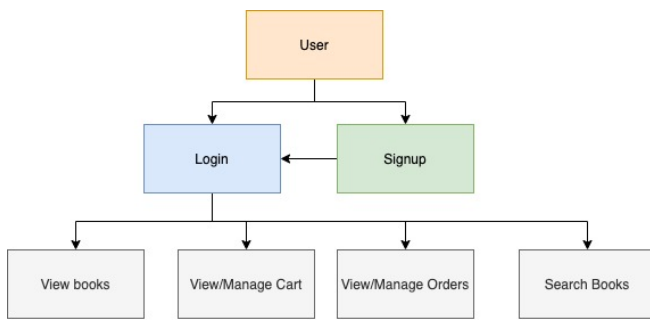 User
Login
Signup
View books
View/Manage Cart
View/Manage Orders
Search Books